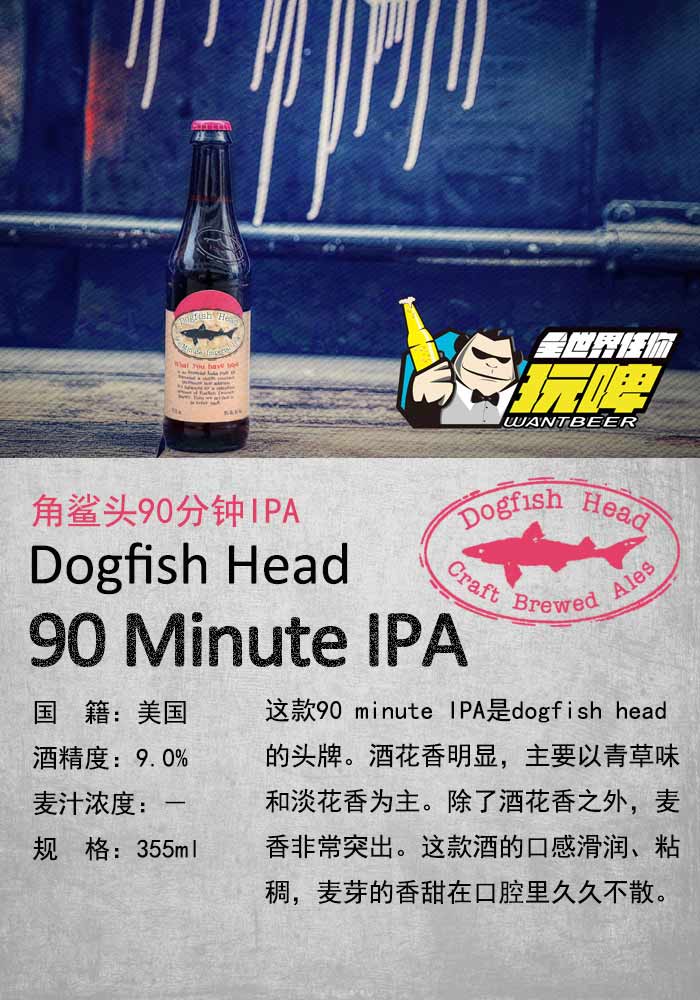 Dogfish Head
What you have here
全世界任你
玩啤
WANTBEER
角鲨头90分钟IPA
Dogfish Head
90 Minute IPA
Dogfish Head
Craft Brewed Ales
国 籍：美国
酒精度：9.0%
麦汁浓度：—
规 格：355ml
这款90 minute IPA是dogfish head
的头牌。酒花香明显，主要以青草味
和淡花香为主。除了酒花香之外，麦
香非常突出。这款酒的口感滑润、粘
稠，麦芽的香甜在口腔里久久不散。